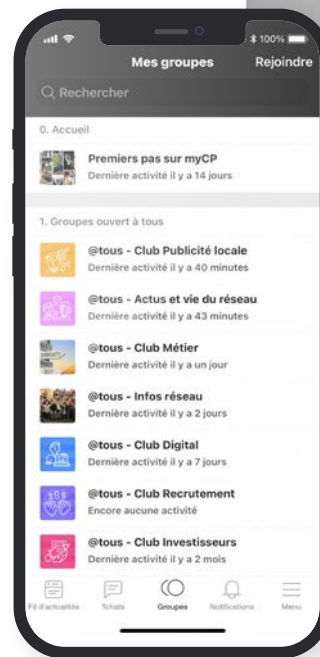 100%
Mes groupes Rejoindre
Rechercher
0. Accueil
Premiers pas sur myCP
Dernière activité il y a 14 jours
1. Groupes ouvert à tous
@tous - Club Publicité locale
Dernière activité il y a 40 minutes
@tous - Actus et vie du réseau
Dernière activité il y a 43 minutes
@tous - Club Métier
Dernière activité il y a un jour
@tous - Infos réseau
Dernière activité il y a 2 jours
@tous - Club Digital
Dernière activité il y a 7 jours
@tous - Club Recrutement
Encore aucune activité
@tous - Club Investisseurs
Dernière activité il y a 2 mois
Fil d'actualités Tchats Groupes Notifications Menu